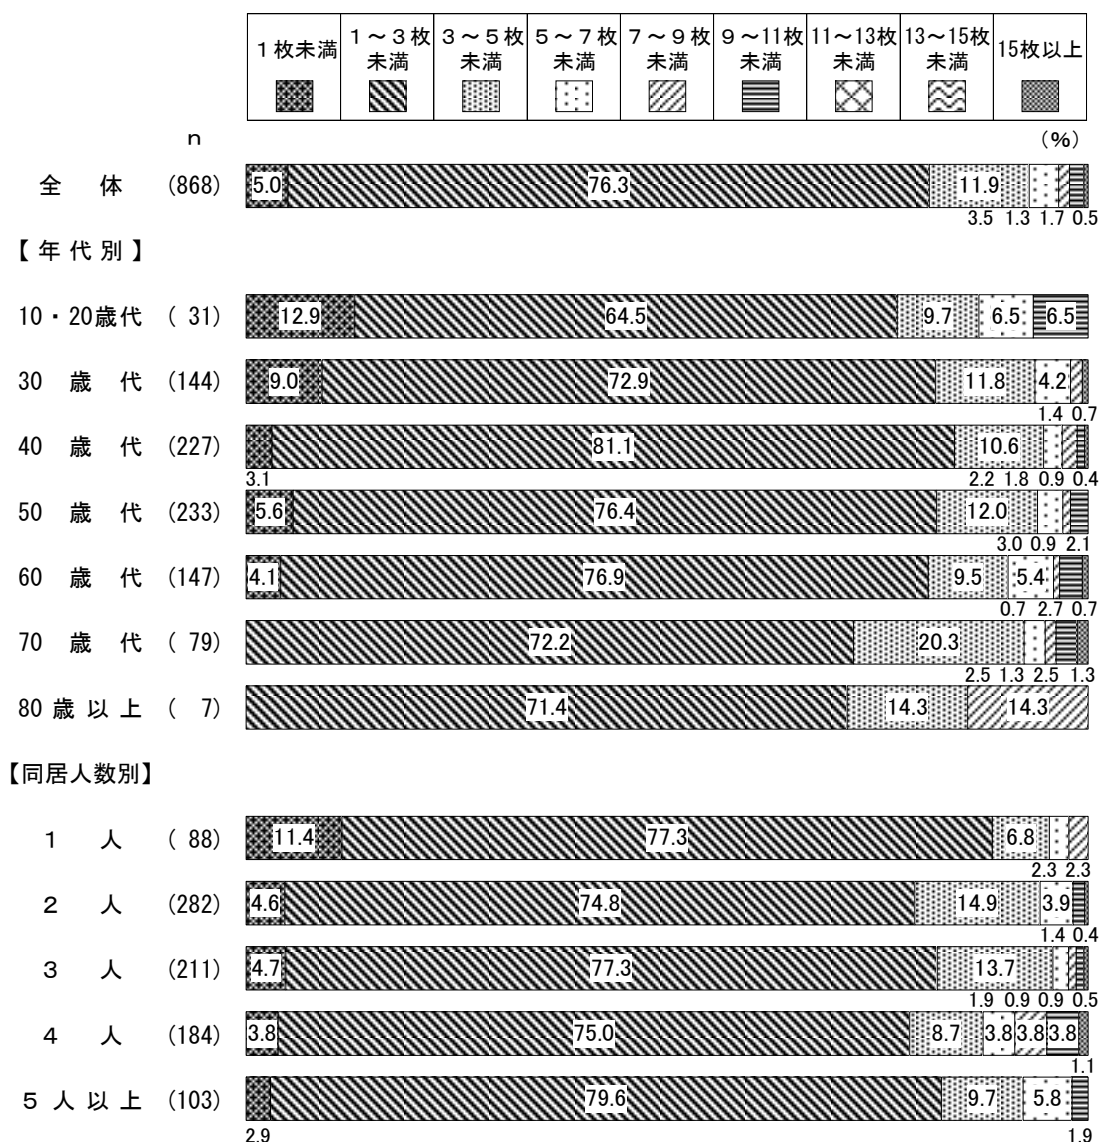 1枚未満 1～3枚未満 3～5枚未満 5～7枚未満 7～9枚未満 9～11枚未満 11～13枚未満 13～15枚未満 15枚以上
n (%)
全体 (868) 5.0 76.3 11.9
3.5 1.3 1.7 0.5
【年代別】
10・20歳代 ( 31) 12.9 64.5 9.7 6.5 6.5
30歳代 (144) 9.0 72.9 11.8 4.2
1.4 0.7
40歳代 (227) 81.1 10.6
3.1 2.2 1.8 0.9 0.4
50歳代 (233) 5.6 76.4 12.0
3.0 0.9 2.1
60歳代 (147) 4.1 76.9 9.5 5.4
0.7 2.7 0.7
70歳代 ( 79) 72.2 20.3
2.5 1.3 2.5 1.3
80歳以上 ( 7) 71.4 14.3 14.3
【同居人数別】
1人 ( 88) 11.4 77.3 6.8
2.3 2.3
2人 (282) 4.6 74.8 14.9 3.9
1.4 0.4
3人 (211) 4.7 77.3 13.7
1.9 0.9 0.9 0.5
4人 (184) 3.8 75.0 8.7 3.8 3.8 3.8
1.1
5人以上 (103) 79.6 9.7 5.8
2.9 1.9